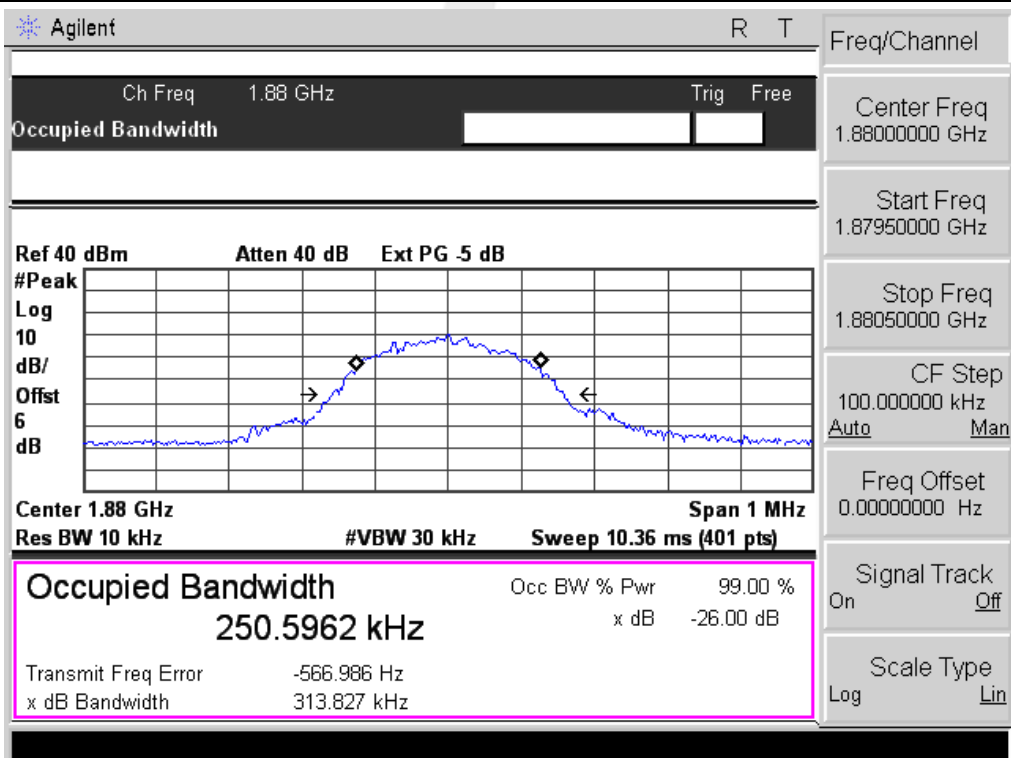 Agilent R T
Ch Freq 1.88 GHz Trig Free
Occupied Bandwidth
Ref 40 dBm Atten 40 dB Ext PG -5 dB
#Peak
Log
10
dB/
Offst
6
dB
Center 1.88 GHz Span 1 MHz
Res BW 10 kHz #VBW 30 kHz Sweep 10.36 ms (401 pts)
Occupied Bandwidth
250.5962 kHz
Occ BW % Pwr 99.00 %
x dB -26.00 dB
Transmit Freq Error -566.986 Hz
x dB Bandwidth 313.827 kHz
Freq/Channel
Center Freq
1.88000000 GHz
Start Freq
1.87950000 GHz
Stop Freq
1.88050000 GHz
CF Step
100.000000 kHz
Auto Man
Freq Offset
0.00000000 Hz
Signal Track
On Off
Scale Type
Log Lin